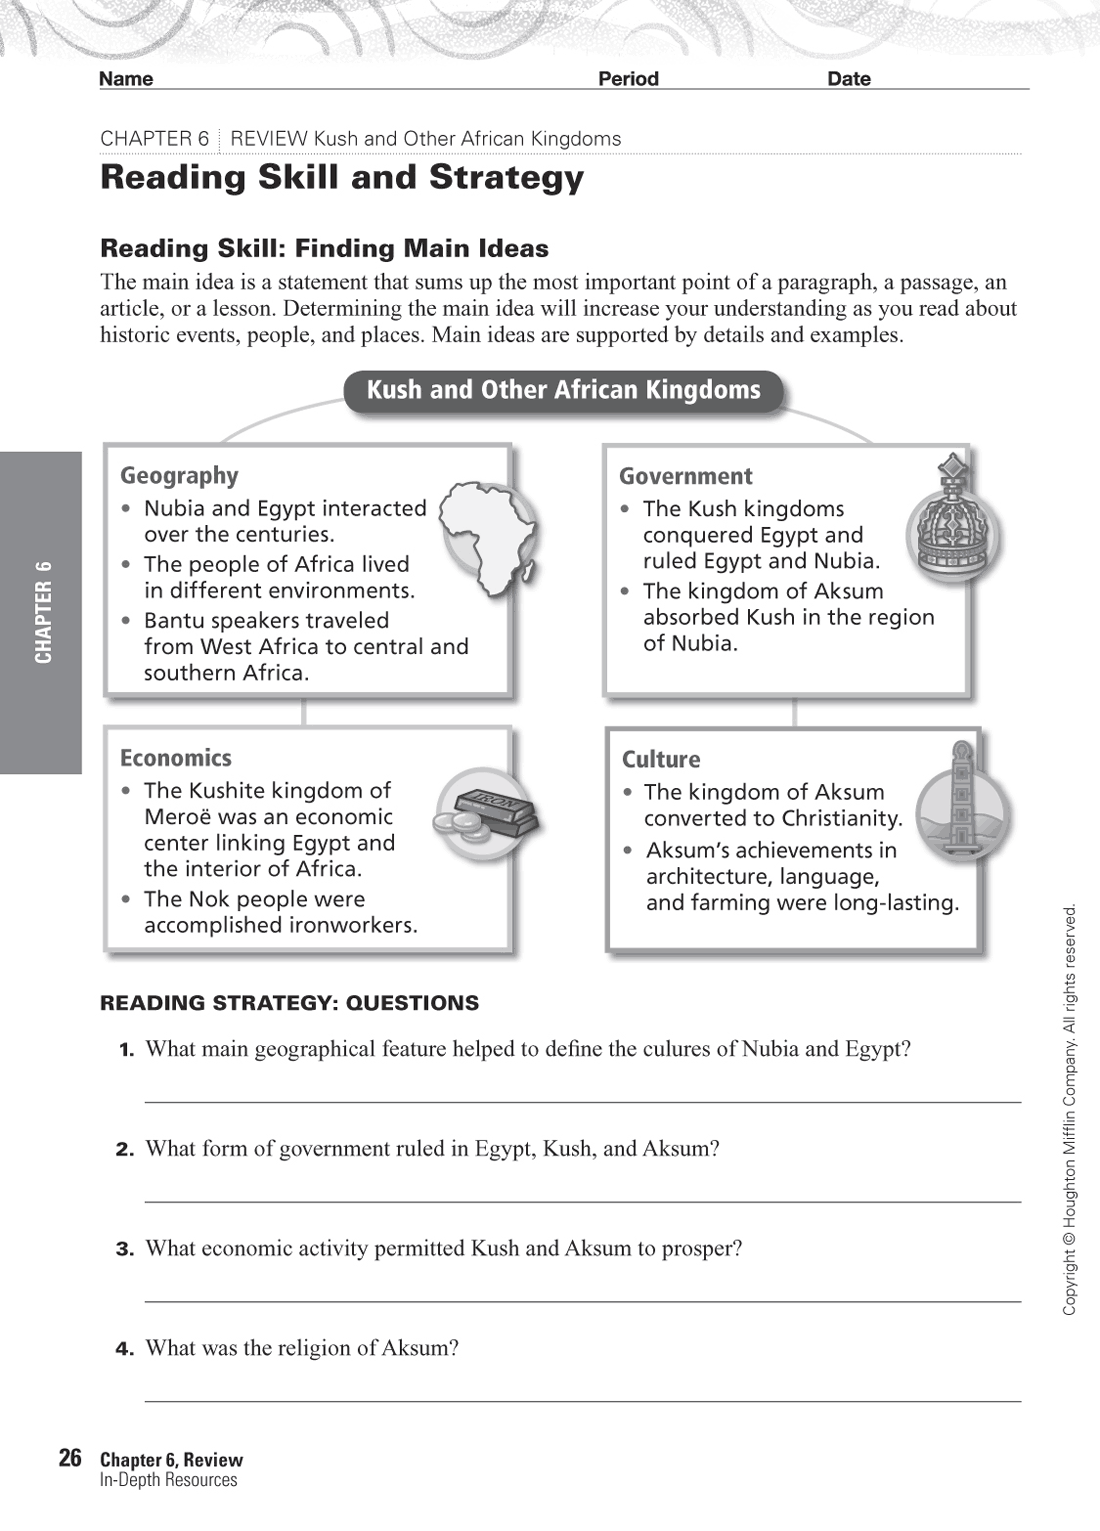 Name Period Date
CHAPTER 6 REVIEW Kush and Other African Kingdoms
Reading Skill and Strategy
Reading Skill: Finding Main Ideas
The main idea is a statement that sums up the most important point of a paragraph, a passage, an
article, or a lesson. Determining the main idea will increase your understanding as you read about
historic events, people, and places. Main ideas are supported by details and examples.
Kush and Other African Kingdoms
Geography
• Nubia and Egypt interacted
over the centuries.
• The people of Africa lived
in different environments.
• Bantu speakers traveled
from West Africa to central and
southern Africa.
Government
• The Kush kingdoms
conquered Egypt and
ruled Egypt and Nubia.
• The kingdom of Aksum
absorbed Kush in the region
of Nubia.
Economics
• The Kushite kingdom of
Meroë was an economic
center linking Egypt and
the interior of Africa.
• The Nok people were
accomplished ironworkers.
IRON
Culture
• The kingdom of Aksum
converted to Christianity.
• Aksum's achievements in
architecture, language,
and farming were long-lasting.
CHAPTER 6
READING STRATEGY: QUESTIONS
1. What main geographical feature helped to define the culures of Nubia and Egypt?
2. What form of government ruled in Egypt, Kush, and Aksum?
3. What economic activity permitted Kush and Aksum to prosper?
4. What was the religion of Aksum?
Copyright © Houghton Mifflin Company. All rights reserved.
26 Chapter 6, Review
In-Depth Resources